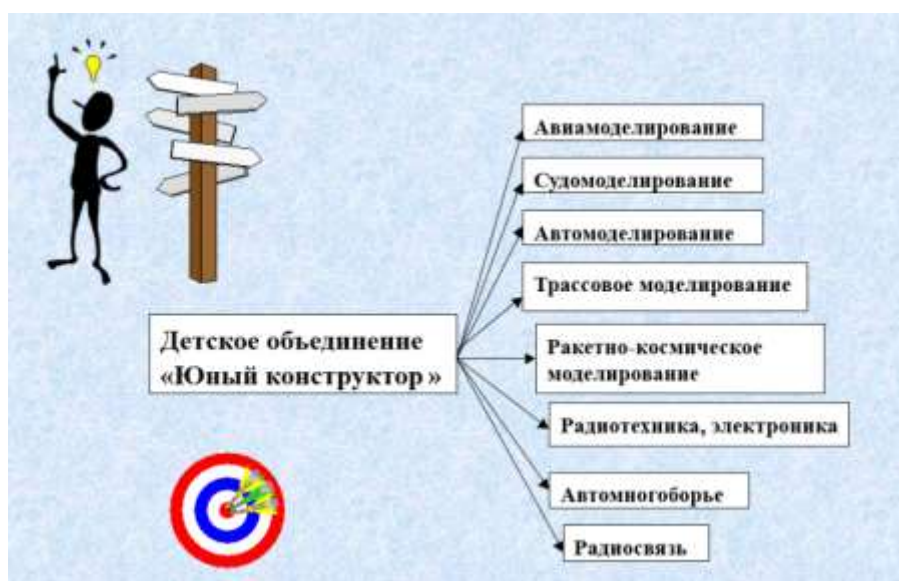 Авиамоделирование
Судомоделирование
Автомоделирование
Трассовое моделирование
Детское объединение
«Юный конструктор »
Ракетно-космическое
моделирование
Радиотехника, электроника
Автомногоборье
Радиосвязь